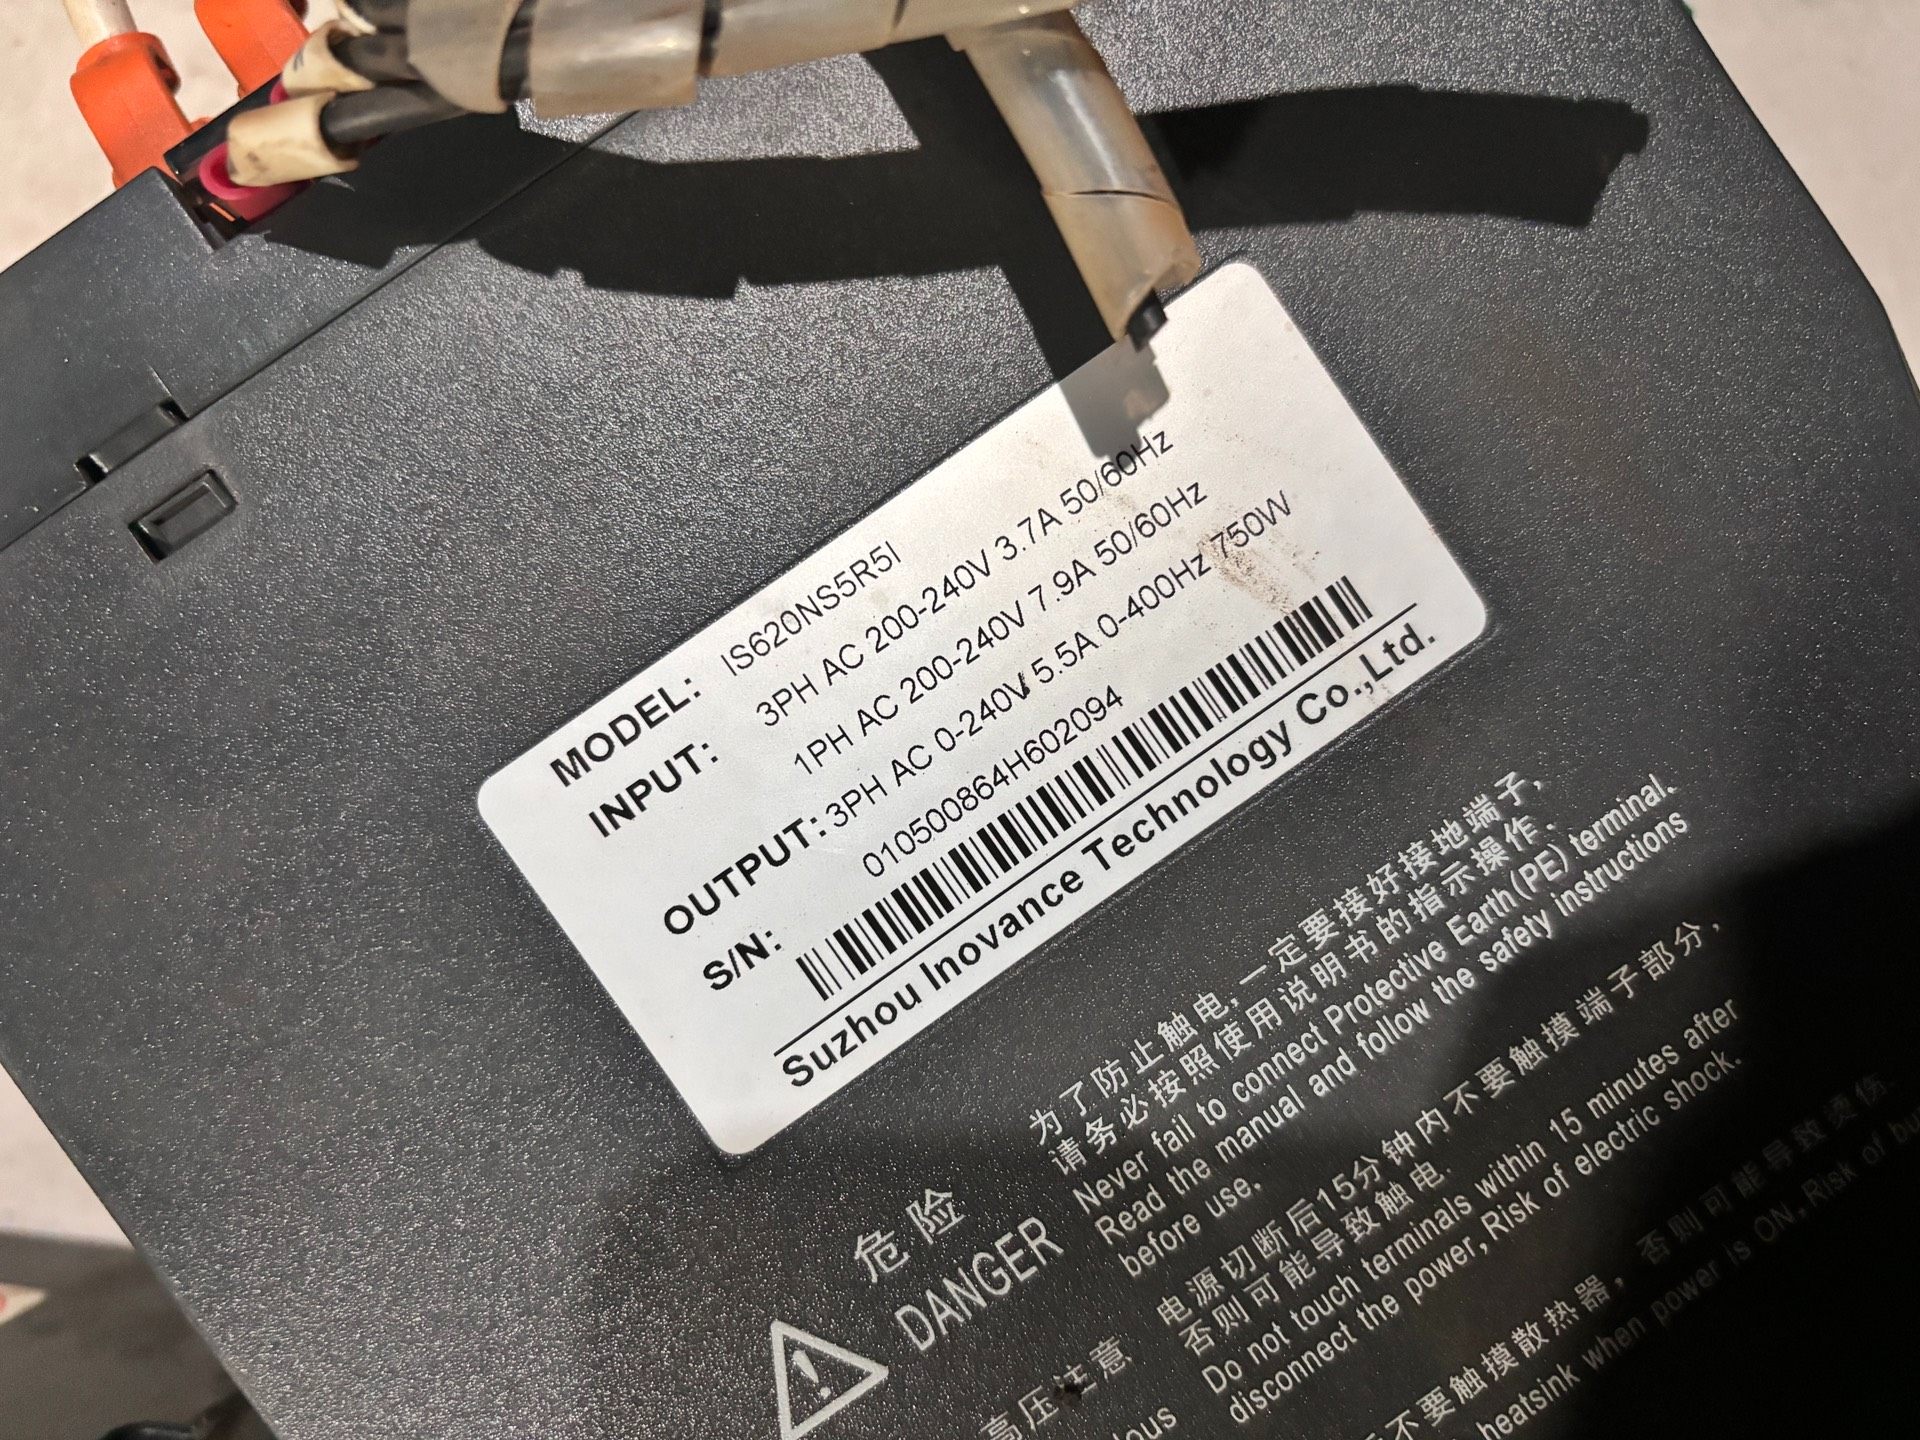 MODEL: IS620NS5R5I
INPUT: 3PH AC 200-240V 3.7A 50/60Hz
1PH AC 200-240V 7.9A 50/60Hz
OUTPUT: 3PH AC 0-240V 5.5A 0-400Hz 750W
S/N: 010500864H602094
Suzhou Inovance Technology Co.,Ltd.
危险
DANGER
为了防止触电,一定要接好接地端子,
请务必按照使用说明书的指示操作.
Never fail to connect Protective Earth(PE) terminal.
Read the manual and follow the safety instructions
before use.
高压注意
电源切断后15分钟内不要触摸端子部分,
否则可能导致触电.
Do not touch terminals within 15 minutes after
disconnect the power, Risk of electric shock.
不要触摸散热器, 否则可能导致烫伤.
heatsink when power is ON, Risk of